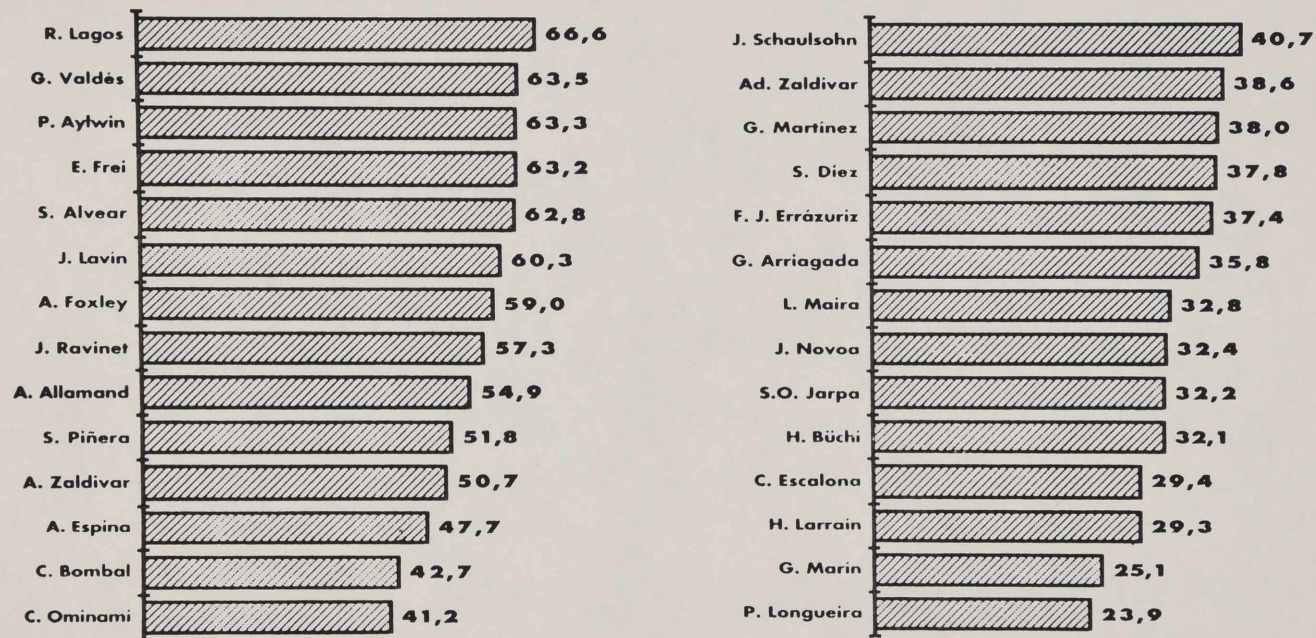 R. Lagos 66,6
G. Valdés 63,5
P. Aylwin 63,3
E. Frei 63,2
S. Alvear 62,8
J. Lavin 60,3
A. Foxley 59,0
J. Ravinet 57,3
A. Allamand 54,9
S. Piñera 51,8
A. Zaldivar 50,7
A. Espina 47,7
C. Bombal 42,7
C. Ominami 41,2
J. Schaulsohn 40,7
Ad. Zaldivar 38,6
G. Martinez 38,0
S. Diez 37,8
F. J. Errázuriz 37,4
G. Arriagada 35,8
L. Maira 32,8
J. Novoa 32,4
S.O. Jarpa 32,2
H. Büchi 32,1
C. Escalona 29,4
H. Larrain 29,3
G. Marin 25,1
P. Longueira 23,9